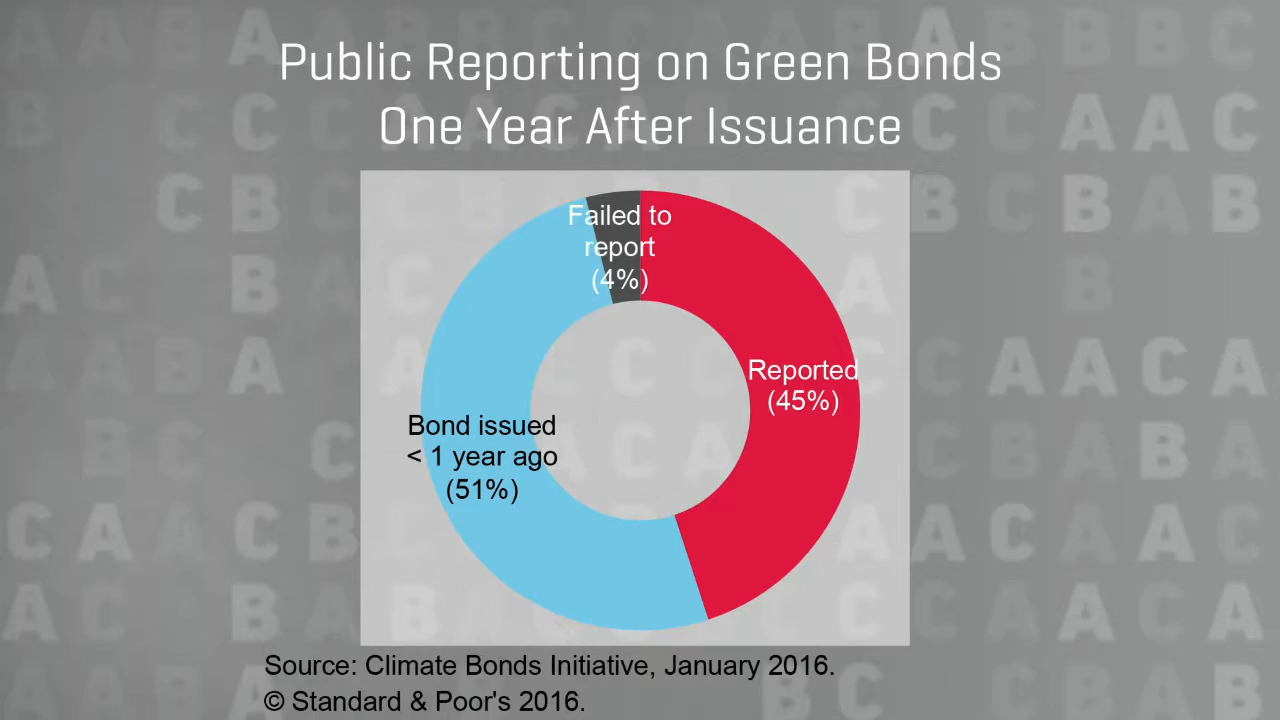 Public Reporting on Green Bonds
One Year After Issuance
Failed to
report
(4%)
Reported
(45%)
Bond issued
< 1 year ago
(51%)
Source: Climate Bonds Initiative, January 2016.
© Standard & Poor's 2016.